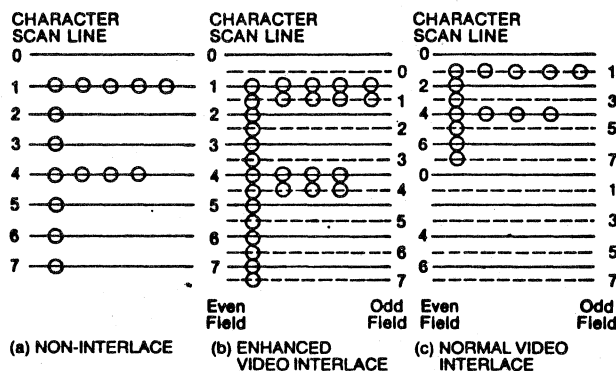 CHARACTER
SCAN LINE
0
1
2
3
4
5
6
7
(a) NON-INTERLACE
CHARACTER
SCAN LINE
0
1
2
3
4
5
6
7
0
1
2
3
4
5
6
7
Even
Field
Odd
Field
(b) ENHANCED
VIDEO INTERLACE
CHARACTER
SCAN LINE
0
2
4
6
0
4
6
1
3
5
7
1
3
5
7
Even
Field
Odd
Field
(c) NORMAL VIDEO
INTERLACE